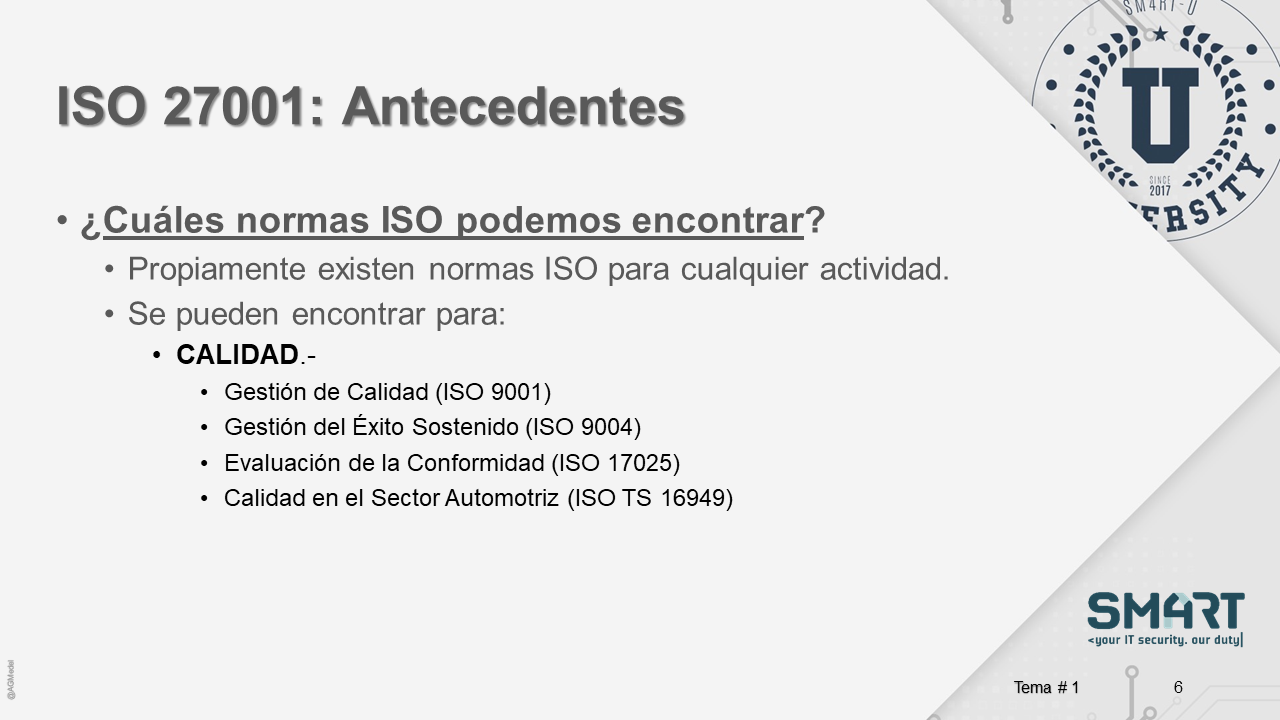 SM4RT-U
U
SINCE
2017
ERSITY
ISO 27001: Antecedentes
• ¿Cuáles normas ISO podemos encontrar?
• Propiamente existen normas ISO para cualquier actividad.
• Se pueden encontrar para:
• CALIDAD.-
• Gestión de Calidad (ISO 9001)
• Gestión del Éxito Sostenido (ISO 9004)
• Evaluación de la Conformidad (ISO 17025)
• Calidad en el Sector Automotriz (ISO TS 16949)
SM4RT
<your IT security. our duty|
@AGMedel
Tema # 1
6